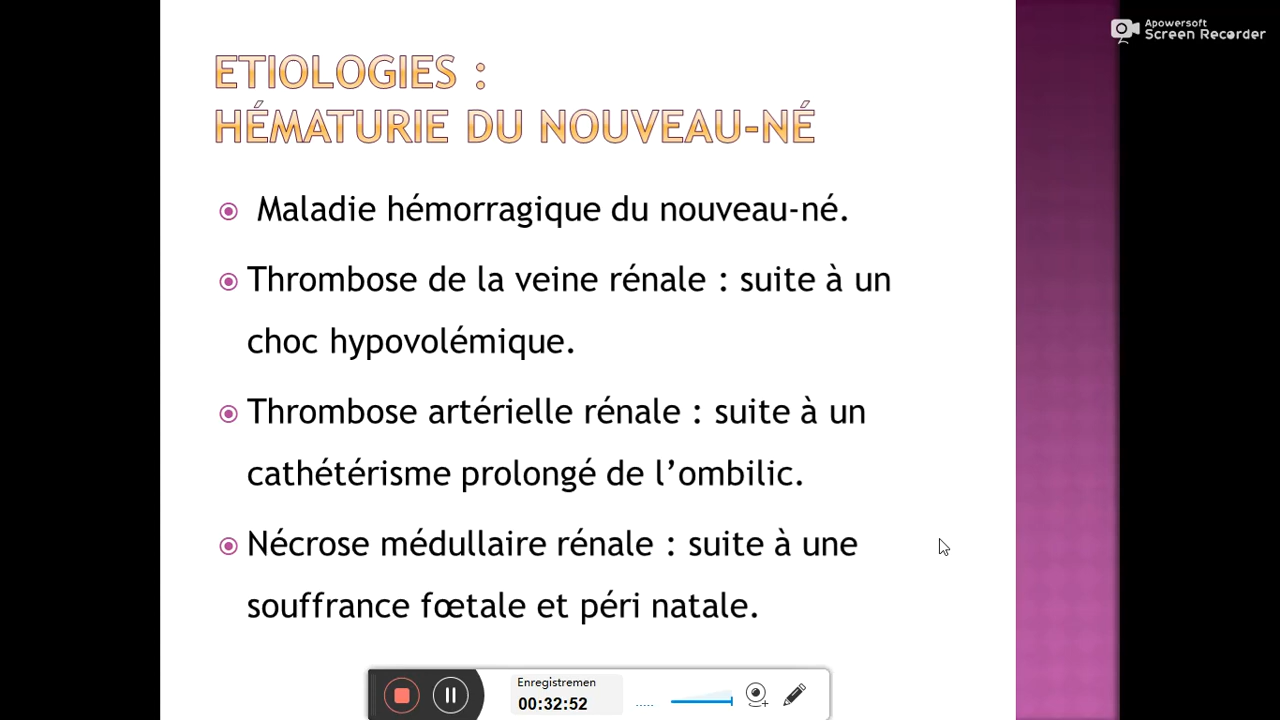 Apowersoft
Screen Recorder
ETIOLOGIES :
HÉMATURIE DU NOUVEAU-NÉ
Maladie hémorragique du nouveau-né.
Thrombose de la veine rénale : suite à un
choc hypovolémique.
Thrombose artérielle rénale : suite à un
cathétérisme prolongé de l’ombilic.
Nécrose médullaire rénale : suite à une
souffrance fœtale et péri natale.
Enregistremen
00:32:52